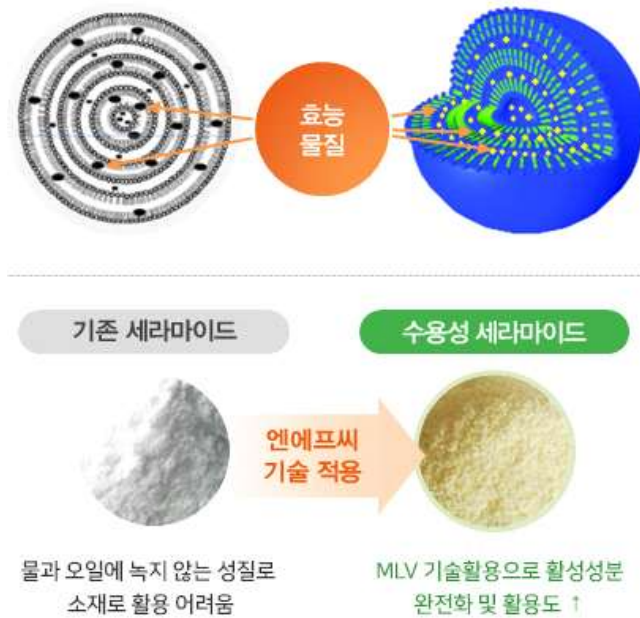 효능
물질
기존 세라마이드
수용성 세라마이드
엔에프씨
기술 적용
물과 오일에 녹지 않는 성질로
소재로 활용 어려움
MLV 기술활용으로 활성성분
완전화 및 활용도 ↑